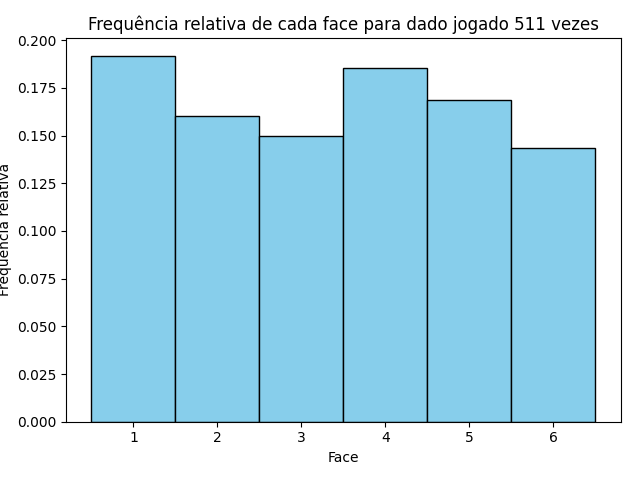 Frequência relativa de cada face para dado jogado 511 vezes
0.200
0.175
0.150
0.125
0.100
0.075
0.050
0.025
0.000
Frequência relativa
1 2 3 4 5 6
Face